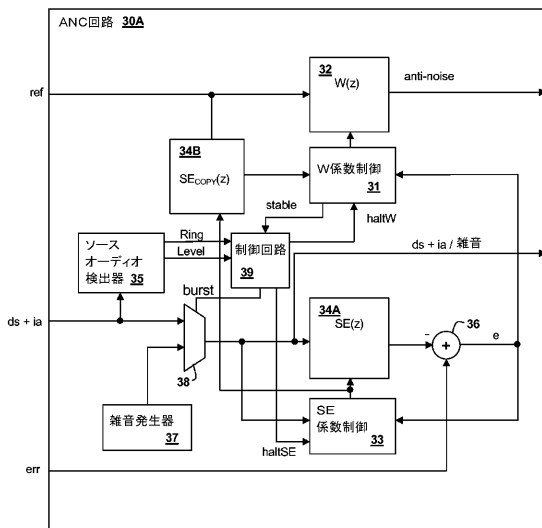 ANC回路 30A
ref
32
W(z)
anti-noise
34B
SECOPY(z)
W係数制御
31
stable
haltW
Ring
Level
ソース
オーディオ
検出器 35
制御回路
39
ds + ia / 雑音
ds + ia
burst
34A
SE(z)
-
36
+
e
38
雑音発生器
37
SE
係数制御
33
haltSE
err